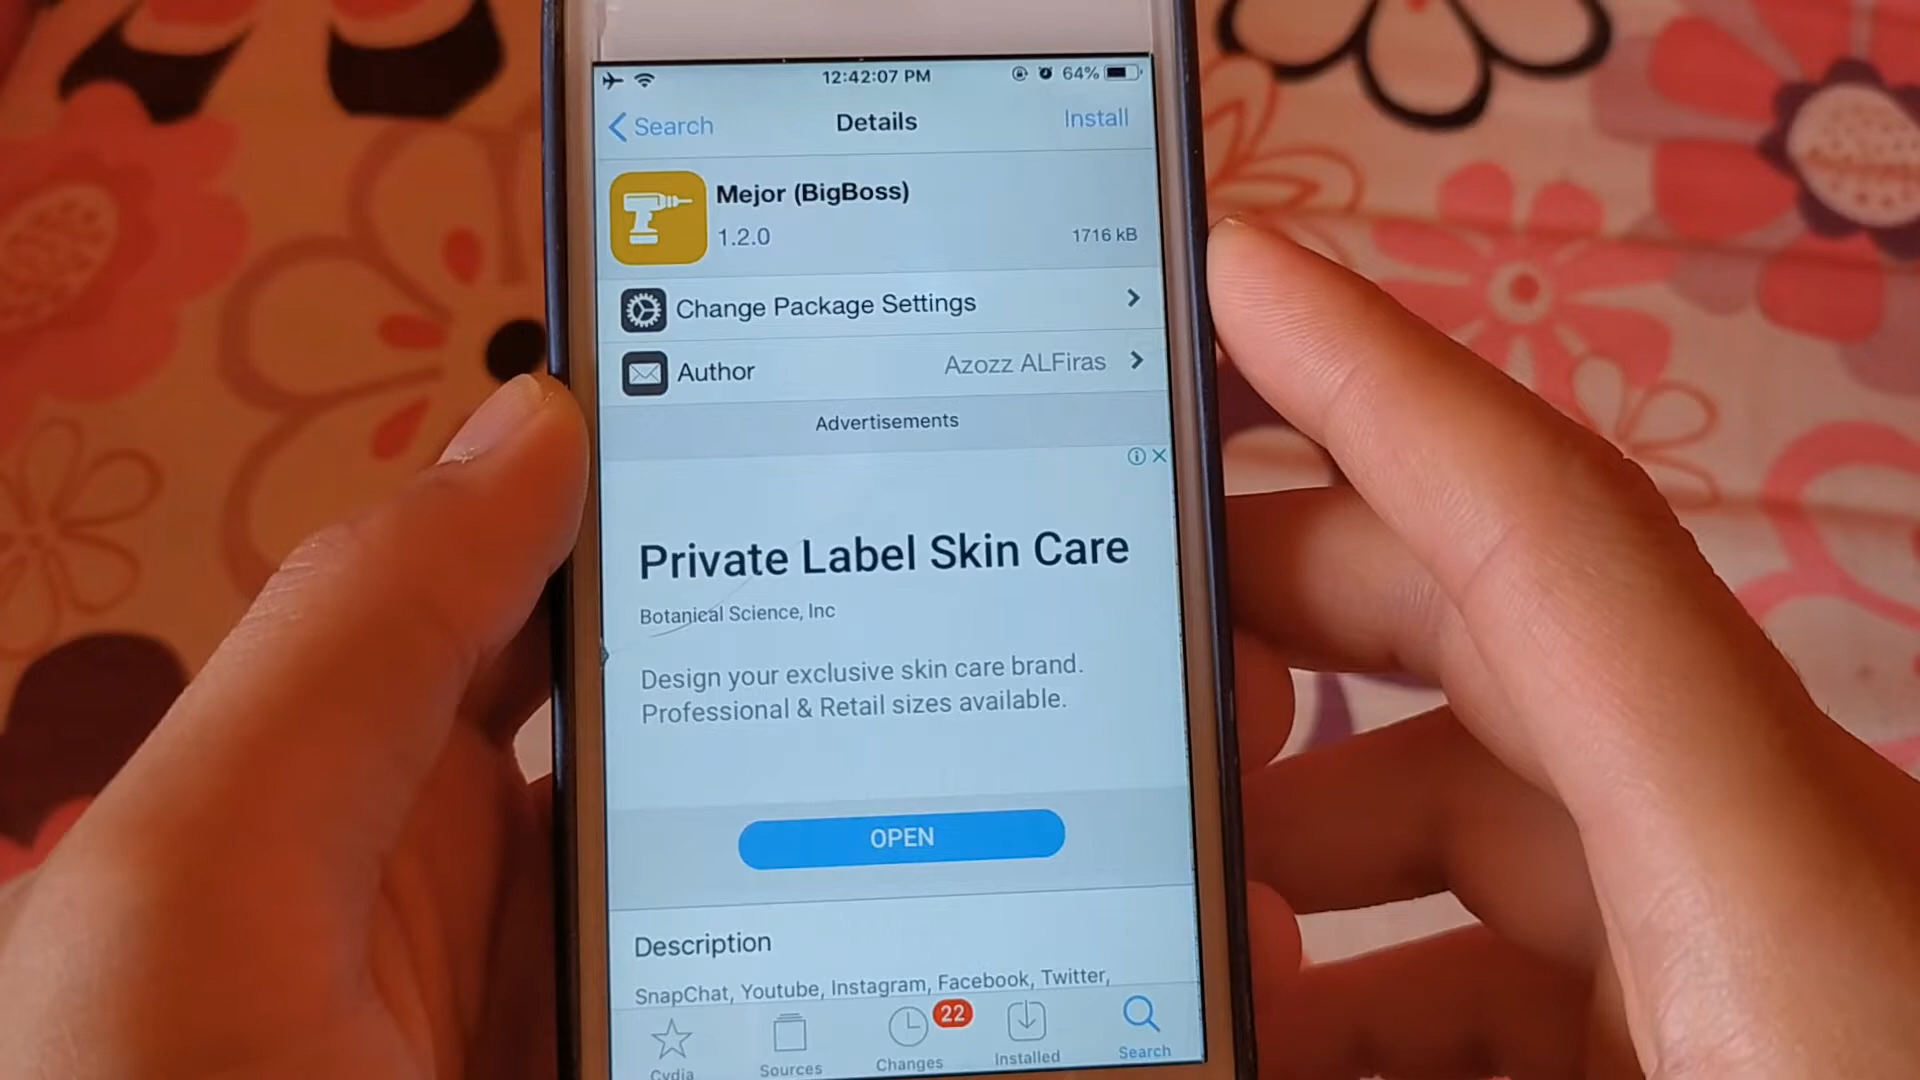 12:42:07 PM
64%
Search
Details
Install
Mejor (BigBoss)
1.2.0
1716 kB
Change Package Settings
Author
Azozz ALFiras
Advertisements
Private Label Skin Care
Botanical Science, Inc
Design your exclusive skin care brand.
Professional & Retail sizes available.
OPEN
Description
SnapChat, Youtube, Instagram, Facebook, Twitter,
22
Cydia
Sources
Changes
Installed
Search